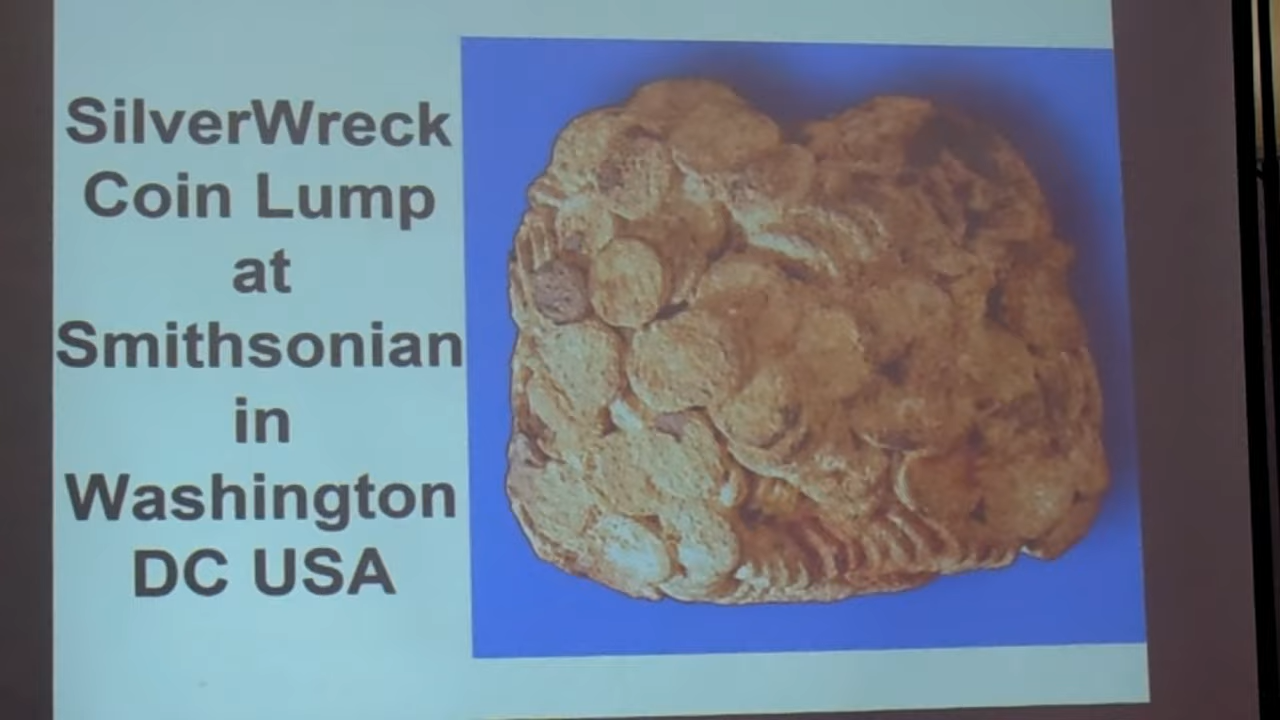 SilverWreck
Coin Lump
at
Smithsonian
in
Washington
DC USA